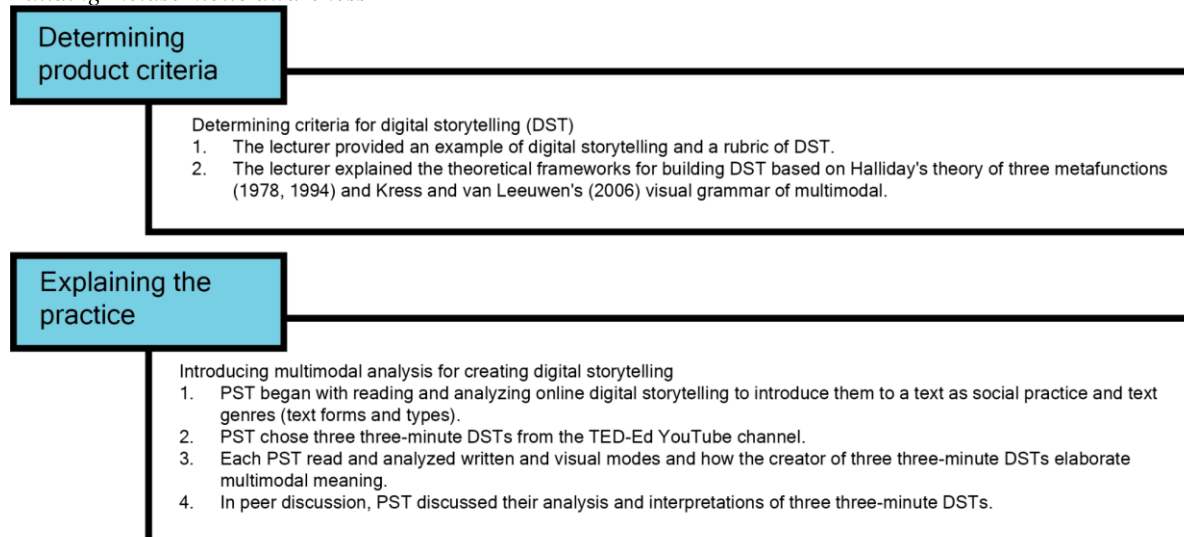 Determining
product criteria
Determining criteria for digital storytelling (DST)
1. The lecturer provided an example of digital storytelling and a rubric of DST.
2. The lecturer explained the theoretical frameworks for building DST based on Halliday's theory of three metafunctions
(1978, 1994) and Kress and van Leeuwen's (2006) visual grammar of multimodal.
Explaining the
practice
Introducing multimodal analysis for creating digital storytelling
1. PST began with reading and analyzing online digital storytelling to introduce them to a text as social practice and text
genres (text forms and types).
2. PST chose three three-minute DSTs from the TED-Ed YouTube channel.
3. Each PST read and analyzed written and visual modes and how the creator of three three-minute DSTs elaborate
multimodal meaning.
4. In peer discussion, PST discussed their analysis and interpretations of three three-minute DSTs.